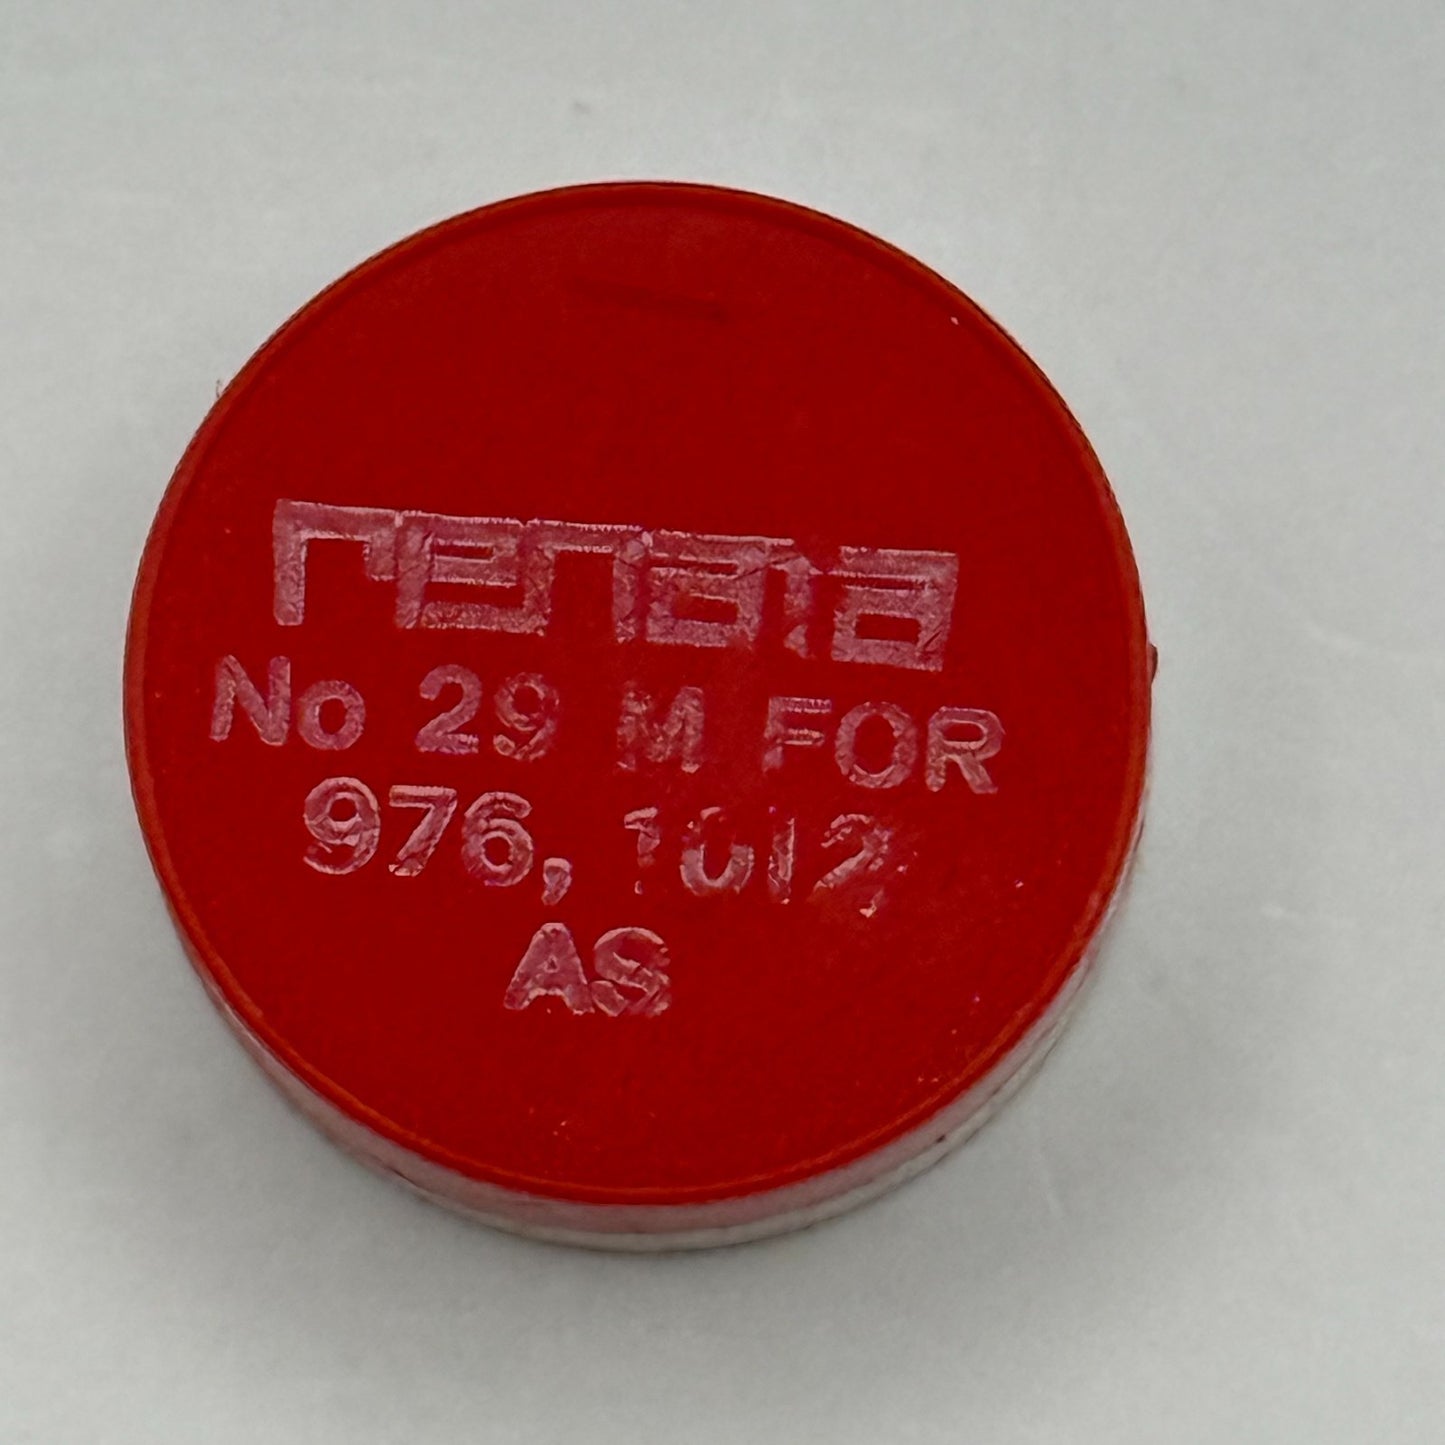 renata
No 29 M FOR
976, 1012
AS